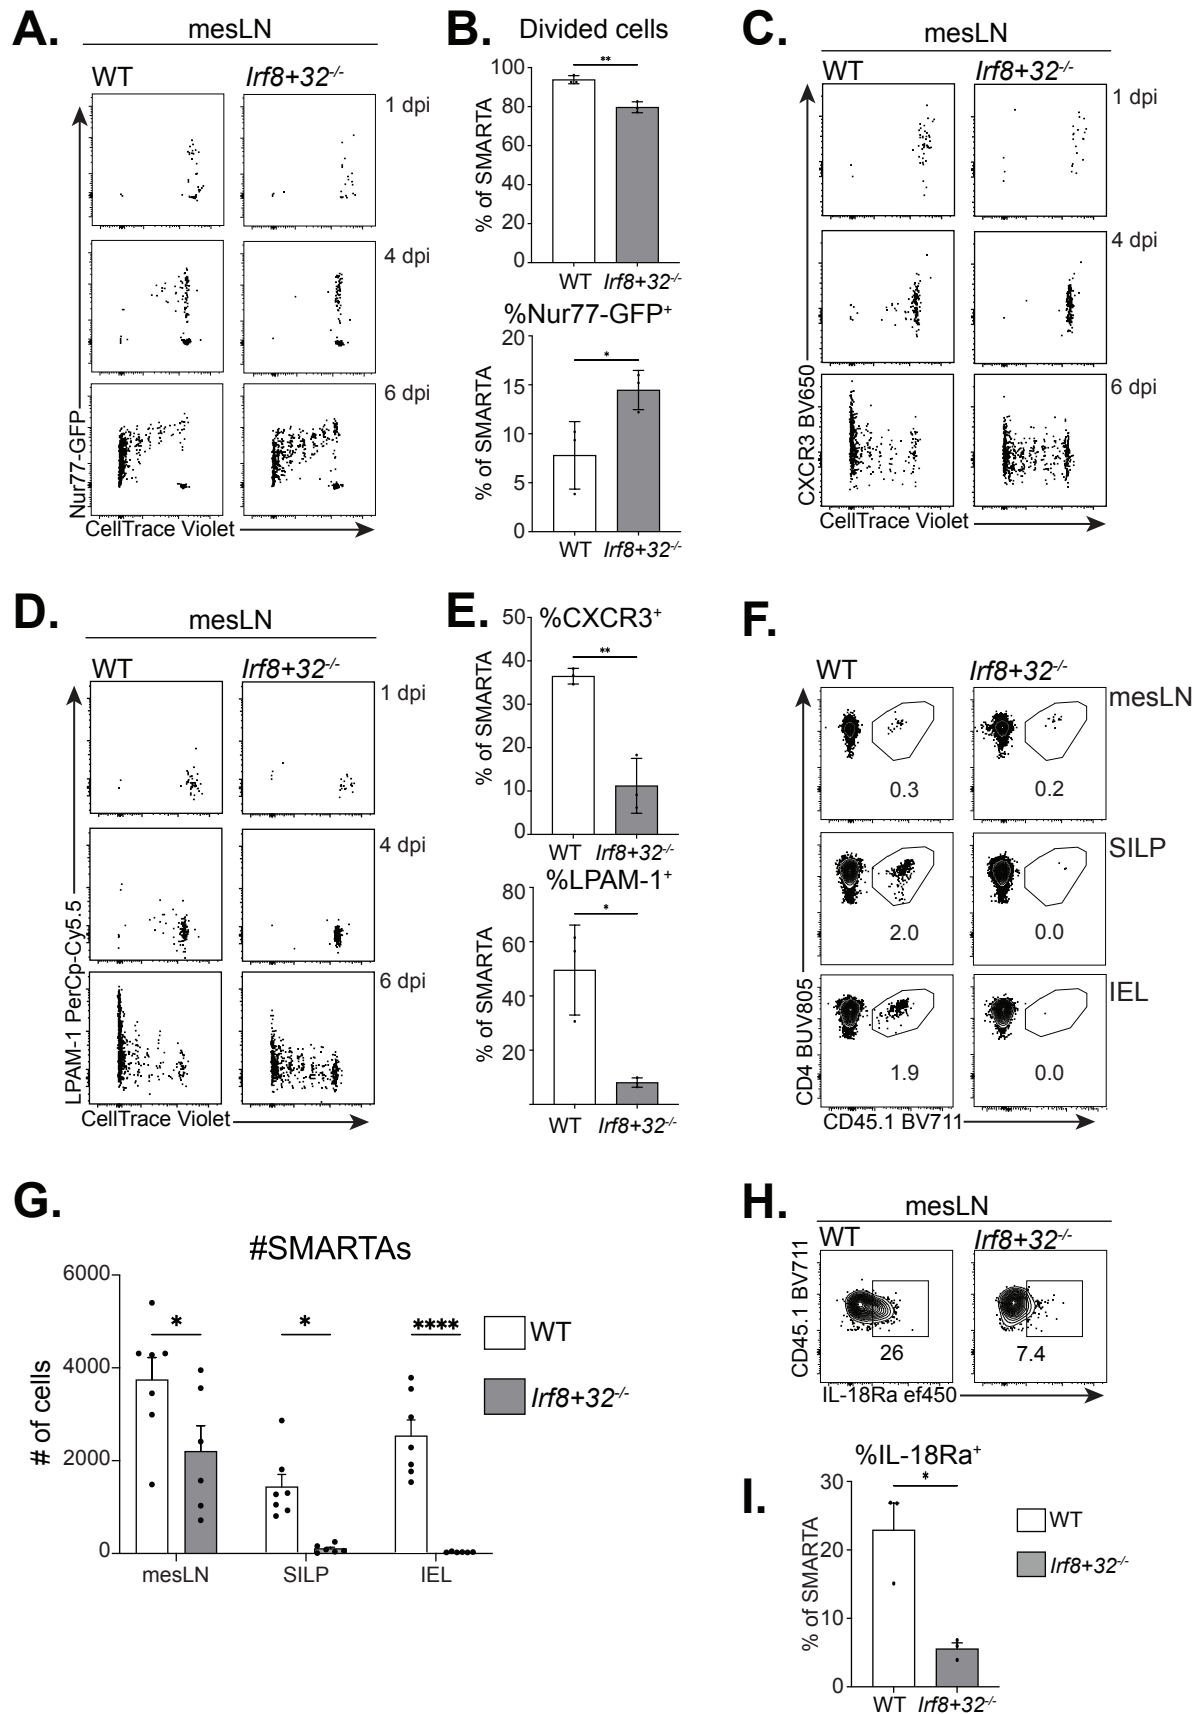 A.
mesLN
WT
Irf8+32-/-
1 dpi
4 dpi
6 dpi
Nur77-GFP
CellTrace Violet
B.
Divided cells
**
100
80
60
40
20
0
% of SMARTA
WT
Irf8+32-/-
%Nur77-GFP+
*
20
15
10
5
0
% of SMARTA
WT
Irf8+32-/-
C.
mesLN
WT
Irf8+32-/-
1 dpi
4 dpi
6 dpi
CXCR3 BV650
CellTrace Violet
D.
mesLN
WT
Irf8+32-/-
1 dpi
4 dpi
6 dpi
LPAM-1 PerCp-Cy5.5
CellTrace Violet
E.
%CXCR3+
**
50
40
30
20
10
0
% of SMARTA
WT
Irf8+32-/-
%LPAM-1+
*
80
60
40
20
% of SMARTA
WT
Irf8+32-/-
F.
WT
Irf8+32-/-
mesLN
0.3
0.2
SILP
2.0
0.0
IEL
1.9
0.0
CD4 BUV805
CD45.1 BV711
G.
#SMARTAs
6000
4000
2000
0
# of cells
*
*
****
mesLN
SILP
IEL
WT
Irf8+32-/-
H.
mesLN
WT
Irf8+32-/-
26
7.4
CD45.1 BV711
IL-18Ra ef450
I.
%IL-18Ra+
*
30
20
10
0
% of SMARTA
WT
Irf8+32-/-
WT
Irf8+32-/-